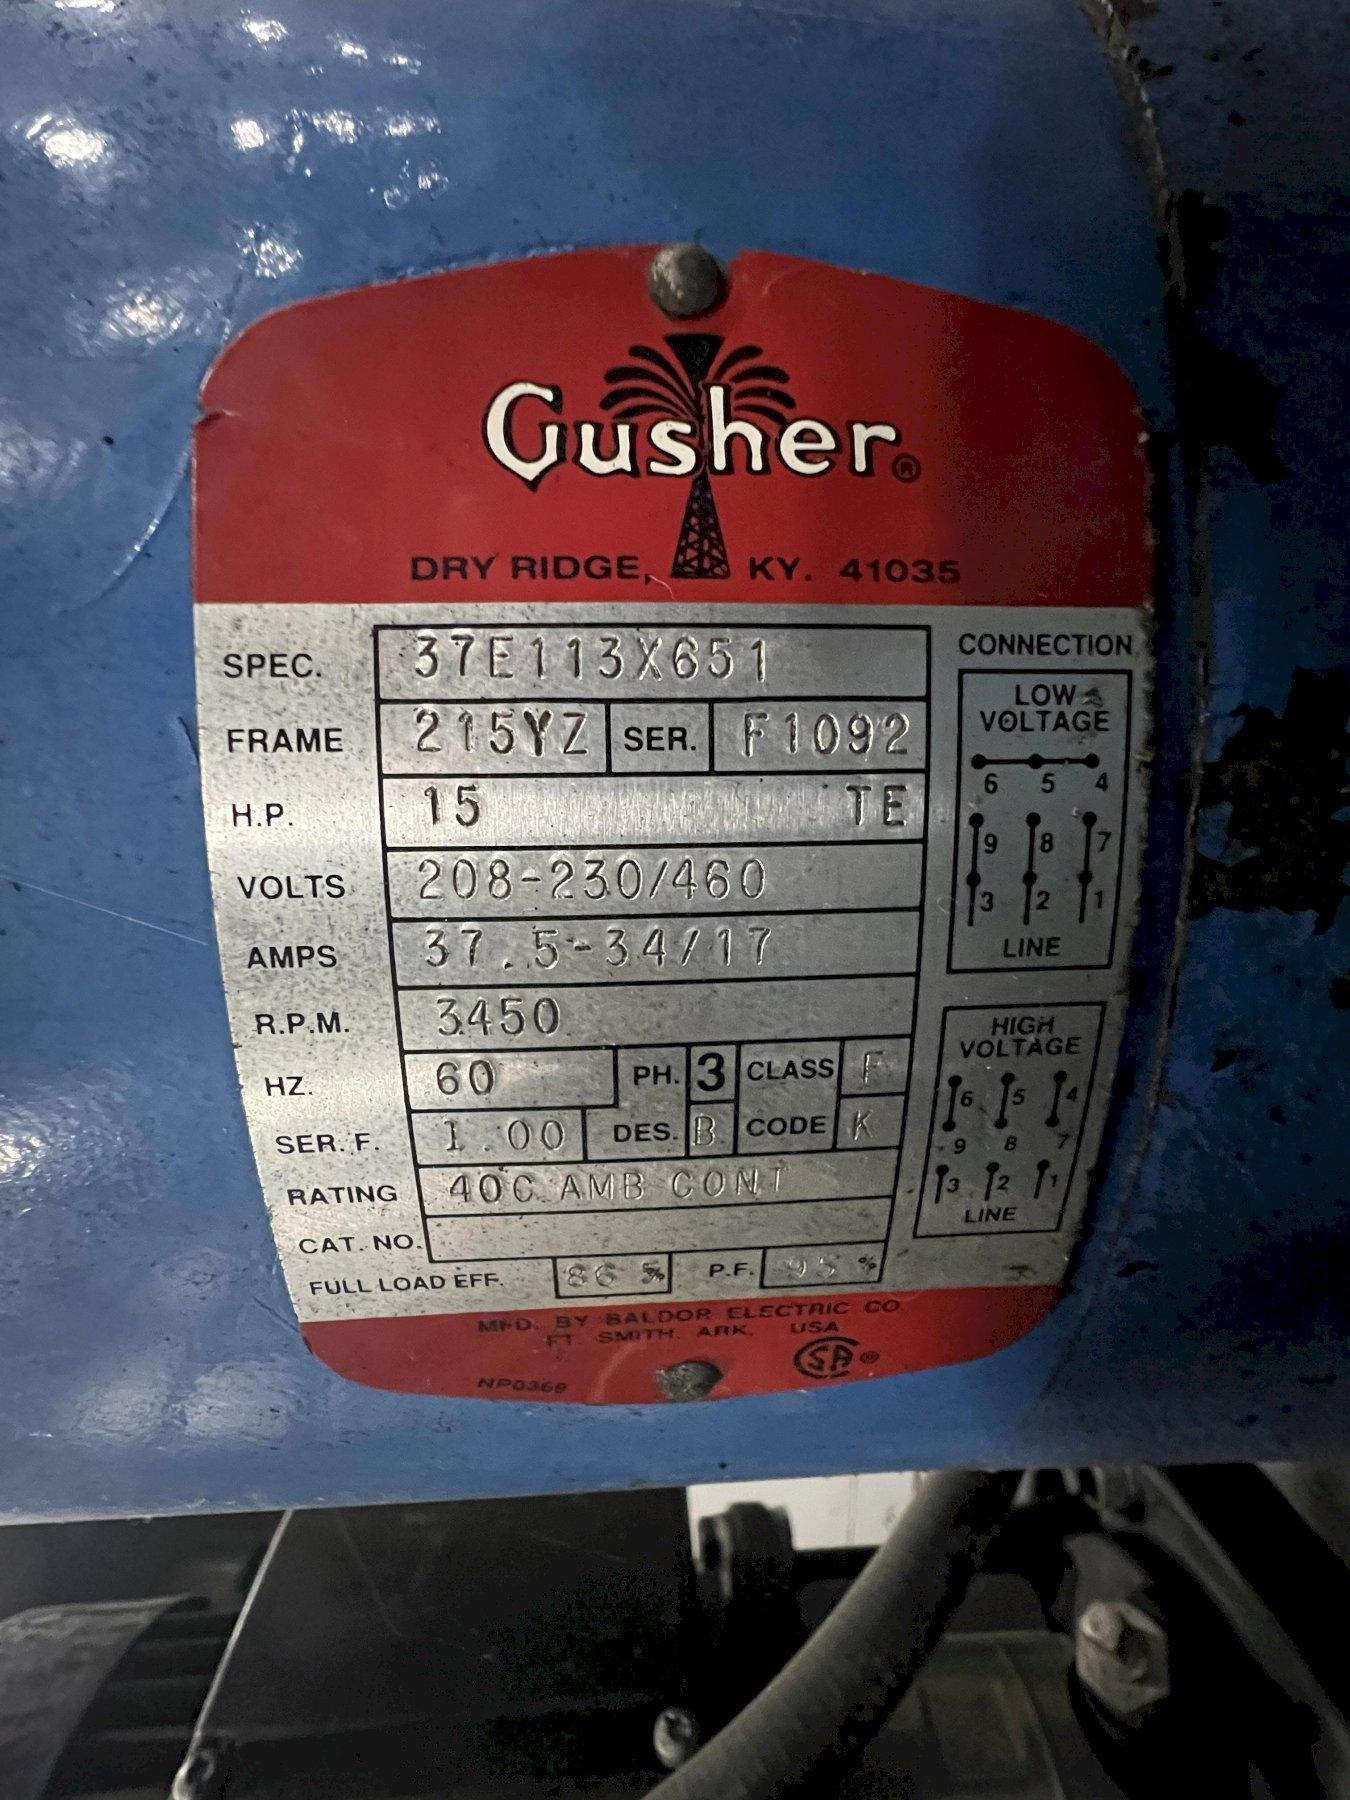 Gusher®
DRY RIDGE, KY. 41035
SPEC. 37E113X651
FRAME 215YZ SER. F1092
H.P. 15 TE
VOLTS 208-230/460
AMPS 37.5-34/17
R.P.M. 3450
HZ. 60 PH. 3 CLASS F
SER. F. 1.00 DES. B CODE K
RATING 40C AMB CONT
CAT. NO.
FULL LOAD EFF. 86.5% P.F. 95%
MFD. BY BALDOR ELECTRIC CO
FT. SMITH. ARK. USA
NP0369
SA®
CONNECTION
LOW
VOLTAGE
6 5 4
9 8 7
3 2 1
LINE
HIGH
VOLTAGE
6 5 4
9 8 7
3 2 1
LINE